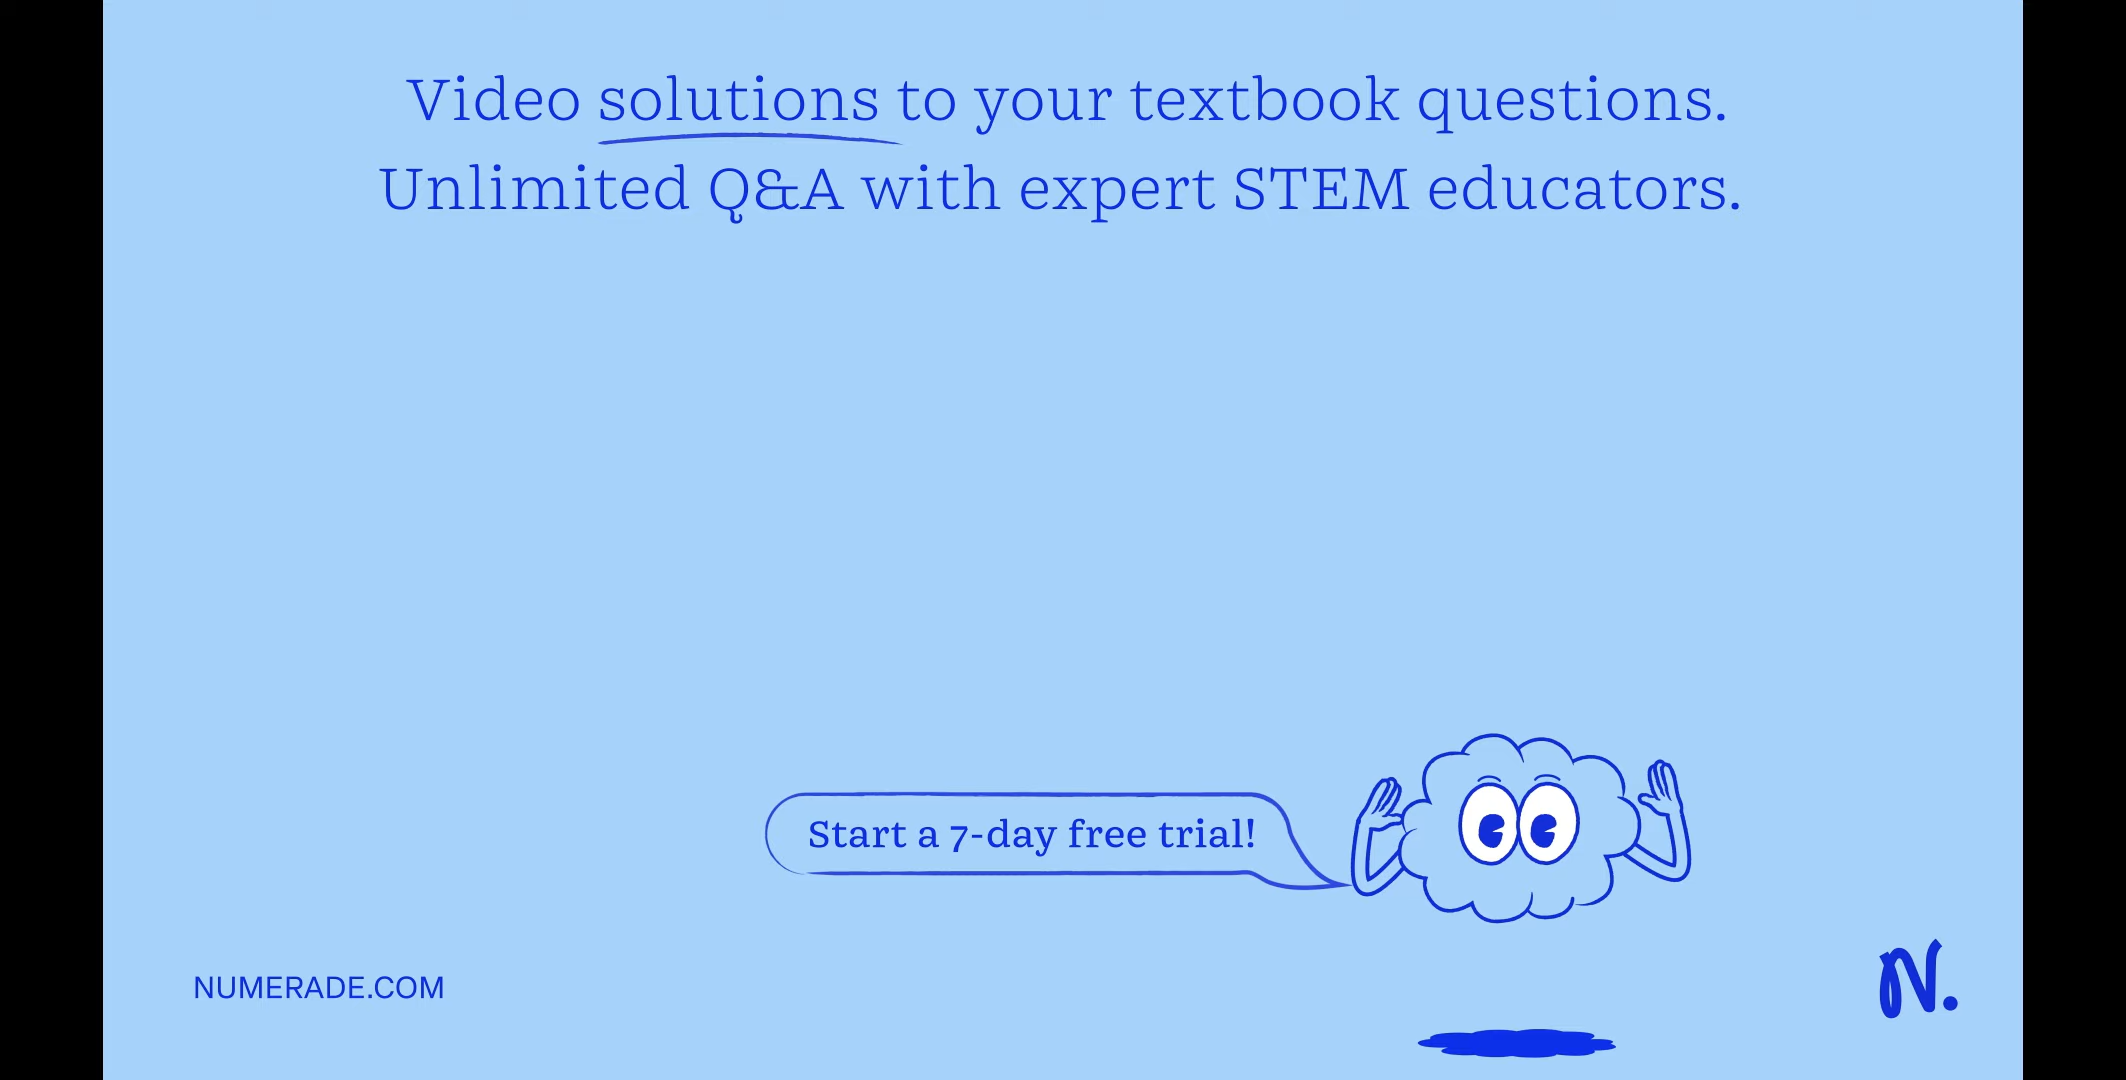 Video solutions to your textbook questions.
Unlimited Q&A with expert STEM educators.
Start a 7-day free trial!
NUMERADE.COM
N.